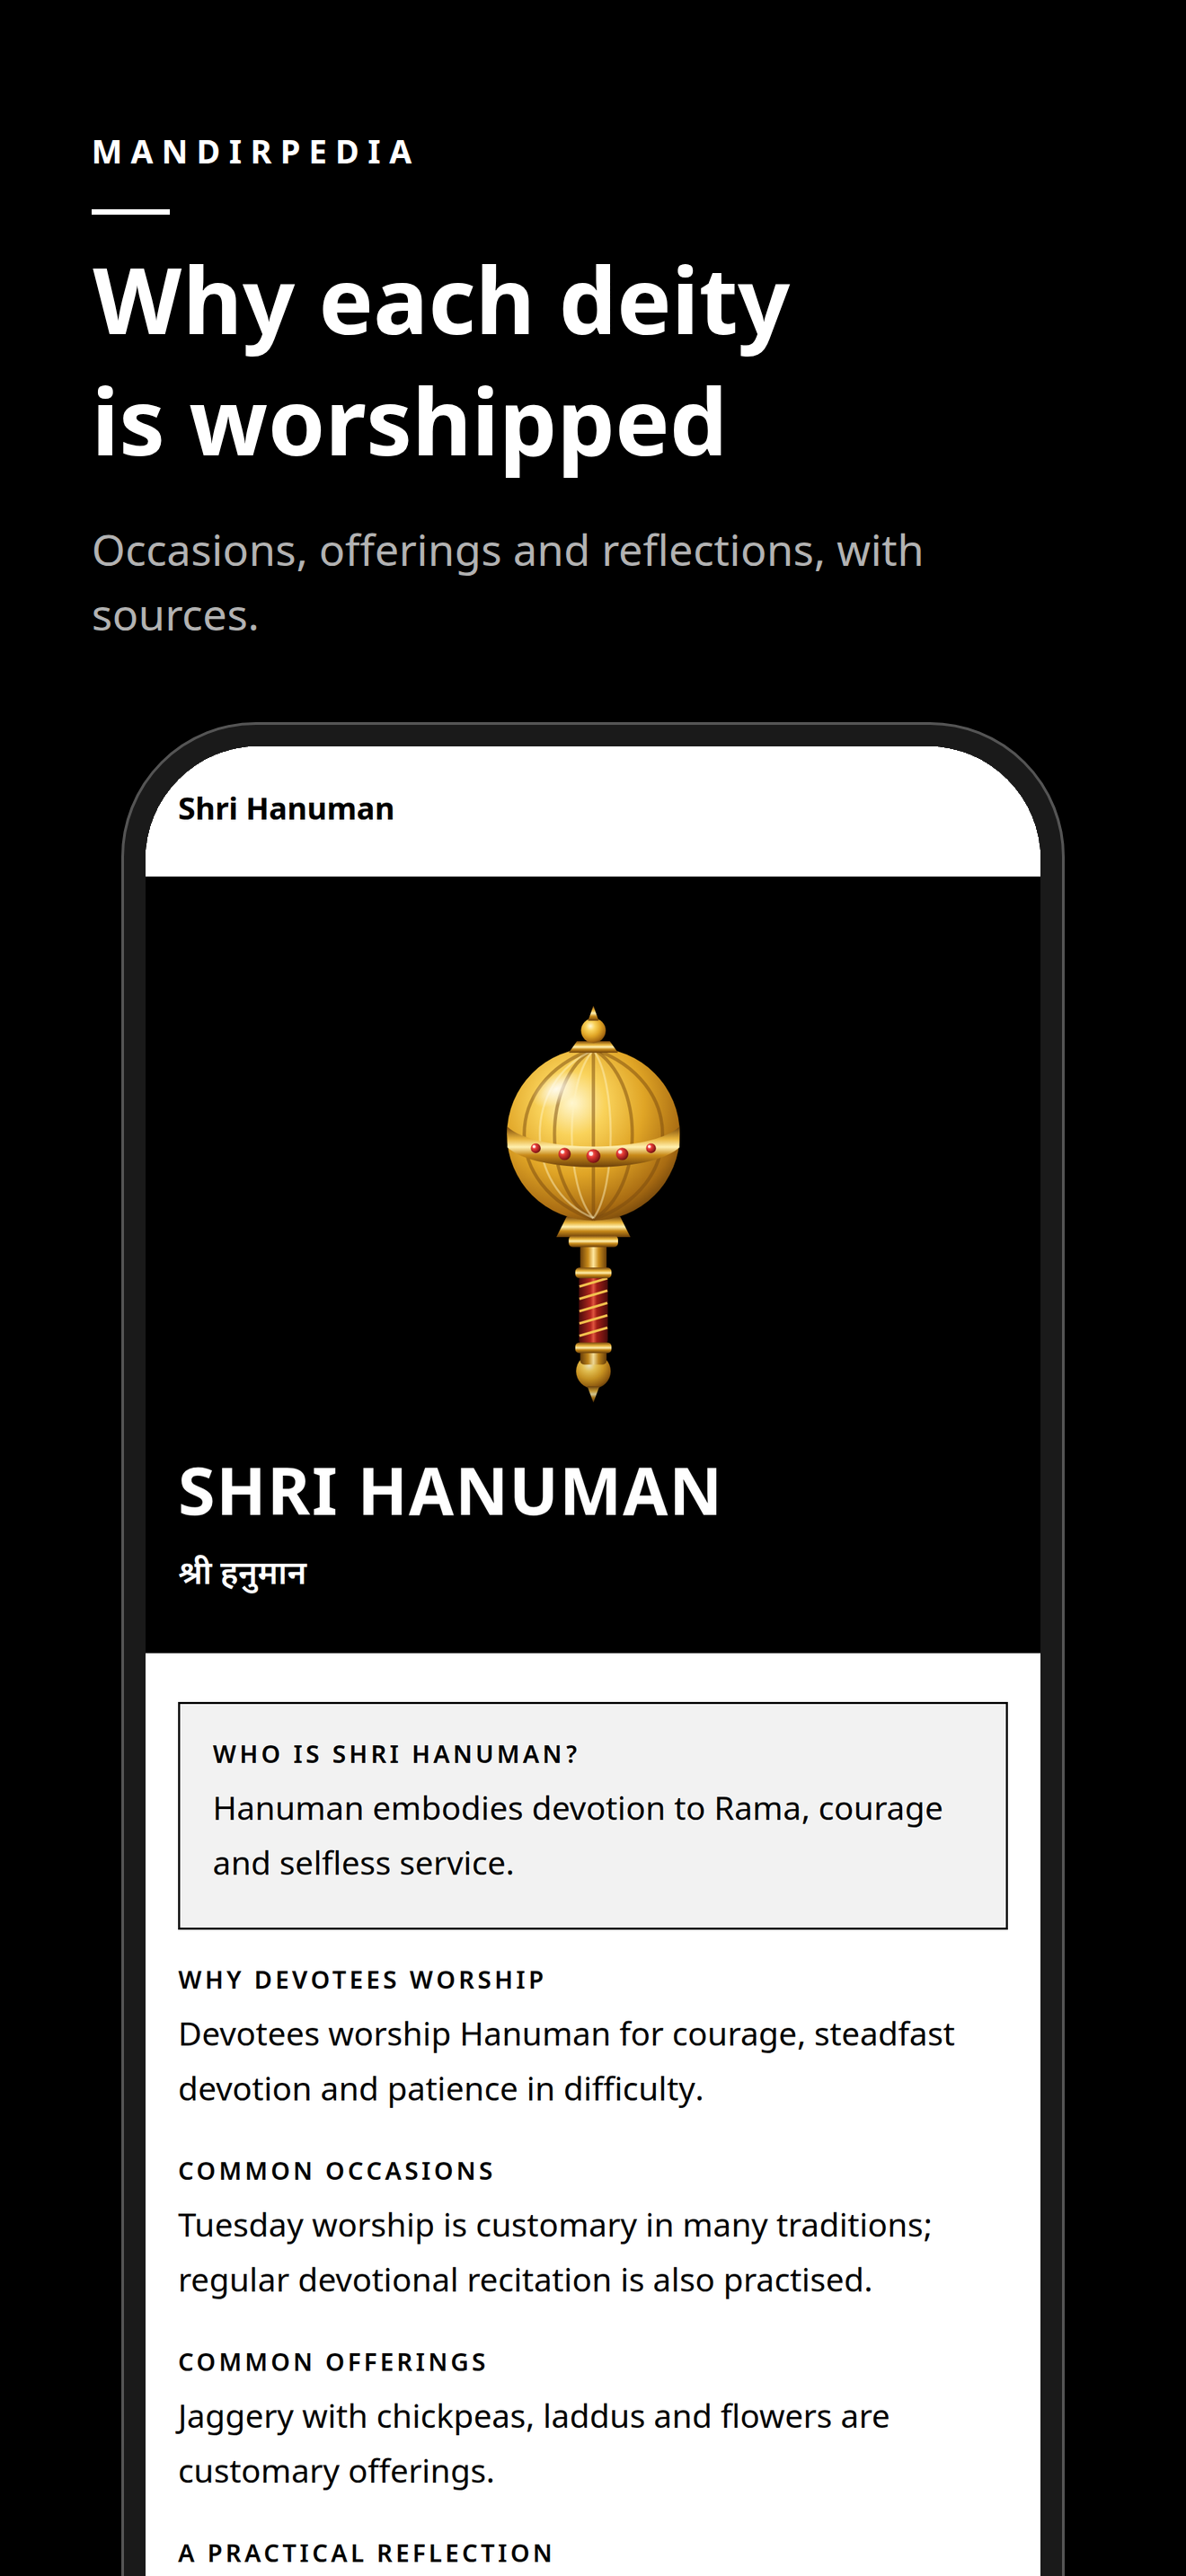 MANDIRPEDIA
Why each deity
is worshipped
Occasions, offerings and reflections, with
sources.
Shri Hanuman
SHRI HANUMAN
श्री हनुमान
WHO IS SHRI HANUMAN?
Hanuman embodies devotion to Rama, courage
and selfless service.
WHY DEVOTEES WORSHIP
Devotees worship Hanuman for courage, steadfast
devotion and patience in difficulty.
COMMON OCCASIONS
Tuesday worship is customary in many traditions;
regular devotional recitation is also practised.
COMMON OFFERINGS
Jaggery with chickpeas, laddus and flowers are
customary offerings.
A PRACTICAL REFLECTION